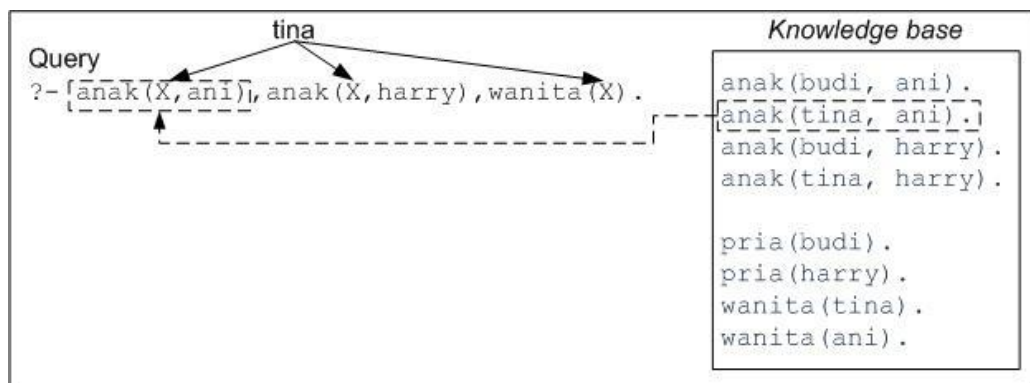 tina
Query
?- anak(X,ani),anak(X,harry),wanita(X).
Knowledge base
anak(budi, ani).
anak(tina, ani).
anak(budi, harry).
anak(tina, harry).
pria(budi).
pria(harry).
wanita(tina).
wanita(ani).